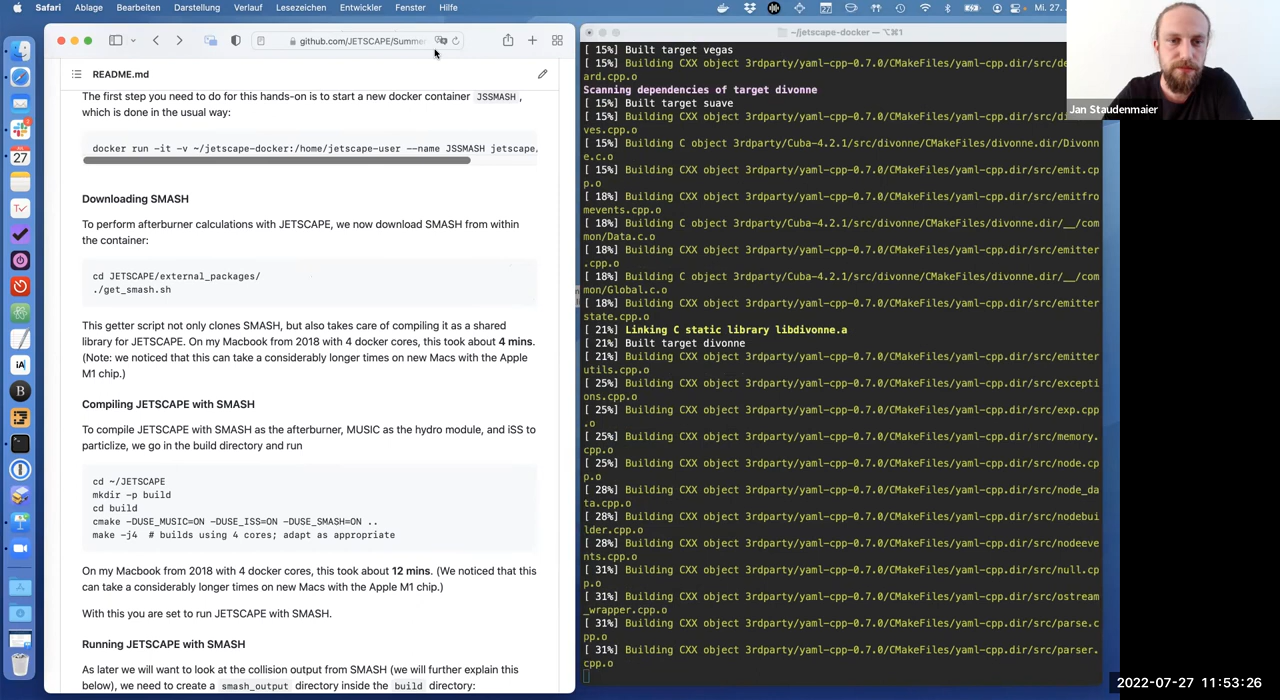 Safari Ablage Bearbeiten Darstellung Verlauf Lesezeichen Entwickler Fenster Hilfe
27
Mi. 27.
github.com/JETSCAPE/Summer
README.md
The first step you need to do for this hands-on is to start a new docker container JSSMASH ,
which is done in the usual way:
docker run -it -v ~/jetscape-docker:/home/jetscape-user --name JSSMASH jetscape.
Downloading SMASH
To perform afterburner calculations with JETSCAPE, we now download SMASH from within
the container:
cd JETSCAPE/external_packages/
./get_smash.sh
This getter script not only clones SMASH, but also takes care of compiling it as a shared
library for JETSCAPE. On my Macbook from 2018 with 4 docker cores, this took about 4 mins.
(Note: we noticed that this can take a considerably longer times on new Macs with the Apple
M1 chip.)
Compiling JETSCAPE with SMASH
To compile JETSCAPE with SMASH as the afterburner, MUSIC as the hydro module, and iSS to
particlize, we go in the build directory and run
cd ~/JETSCAPE
mkdir -p build
cd build
cmake -DUSE_MUSIC=ON -DUSE_ISS=ON -DUSE_SMASH=ON ..
make -j4 # builds using 4 cores; adapt as appropriate
On my Macbook from 2018 with 4 docker cores, this took about 12 mins. (We noticed that this
can take a considerably longer times on new Macs with the Apple M1 chip.)
With this you are set to run JETSCAPE with SMASH.
Running JETSCAPE with SMASH
As later we will want to look at the collision output from SMASH (we will further explain this
below), we need to create a smash_output directory inside the build directory:
~/jetscape-docker — ⌥⌘1
[ 15%] Built target vegas
[ 15%] Building CXX object 3rdparty/yaml-cpp-0.7.0/CMakeFiles/yaml-cpp.dir/src/de
ard.cpp.o
Scanning dependencies of target divonne
[ 15%] Built target suave
[ 15%] Building CXX object 3rdparty/yaml-cpp-0.7.0/CMakeFiles/yaml-cpp.dir/src/di
ves.cpp.o
[ 15%] Building C object 3rdparty/Cuba-4.2.1/src/divonne/CMakeFiles/divonne.dir/Divonn
e.c.o
[ 15%] Building CXX object 3rdparty/yaml-cpp-0.7.0/CMakeFiles/yaml-cpp.dir/src/emit.cp
p.o
[ 18%] Building CXX object 3rdparty/yaml-cpp-0.7.0/CMakeFiles/yaml-cpp.dir/src/emitfro
mevents.cpp.o
[ 18%] Building C object 3rdparty/Cuba-4.2.1/src/divonne/CMakeFiles/divonne.dir/__/com
mon/Data.c.o
[ 18%] Building CXX object 3rdparty/yaml-cpp-0.7.0/CMakeFiles/yaml-cpp.dir/src/emitter
.cpp.o
[ 18%] Building C object 3rdparty/Cuba-4.2.1/src/divonne/CMakeFiles/divonne.dir/__/com
mon/Global.c.o
[ 18%] Building CXX object 3rdparty/yaml-cpp-0.7.0/CMakeFiles/yaml-cpp.dir/src/emitter
state.cpp.o
[ 21%] Linking C static library libdivonne.a
[ 21%] Built target divonne
[ 21%] Building CXX object 3rdparty/yaml-cpp-0.7.0/CMakeFiles/yaml-cpp.dir/src/emitter
utils.cpp.o
[ 25%] Building CXX object 3rdparty/yaml-cpp-0.7.0/CMakeFiles/yaml-cpp.dir/src/excepti
ons.cpp.o
[ 25%] Building CXX object 3rdparty/yaml-cpp-0.7.0/CMakeFiles/yaml-cpp.dir/src/exp.cpp
.o
[ 25%] Building CXX object 3rdparty/yaml-cpp-0.7.0/CMakeFiles/yaml-cpp.dir/src/memory.
cpp.o
[ 25%] Building CXX object 3rdparty/yaml-cpp-0.7.0/CMakeFiles/yaml-cpp.dir/src/node.cp
p.o
[ 28%] Building CXX object 3rdparty/yaml-cpp-0.7.0/CMakeFiles/yaml-cpp.dir/src/node_da
ta.cpp.o
[ 28%] Building CXX object 3rdparty/yaml-cpp-0.7.0/CMakeFiles/yaml-cpp.dir/src/nodebui
lder.cpp.o
[ 28%] Building CXX object 3rdparty/yaml-cpp-0.7.0/CMakeFiles/yaml-cpp.dir/src/nodeeve
nts.cpp.o
[ 31%] Building CXX object 3rdparty/yaml-cpp-0.7.0/CMakeFiles/yaml-cpp.dir/src/null.cp
p.o
[ 31%] Building CXX object 3rdparty/yaml-cpp-0.7.0/CMakeFiles/yaml-cpp.dir/src/ostream
_wrapper.cpp.o
[ 31%] Building CXX object 3rdparty/yaml-cpp-0.7.0/CMakeFiles/yaml-cpp.dir/src/parse.c
pp.o
[ 31%] Building CXX object 3rdparty/yaml-cpp-0.7.0/CMakeFiles/yaml-cpp.dir/src/parser.
cpp.o
Jan Staudenmaier
27
iA
B
2022-07-27 11:53:26